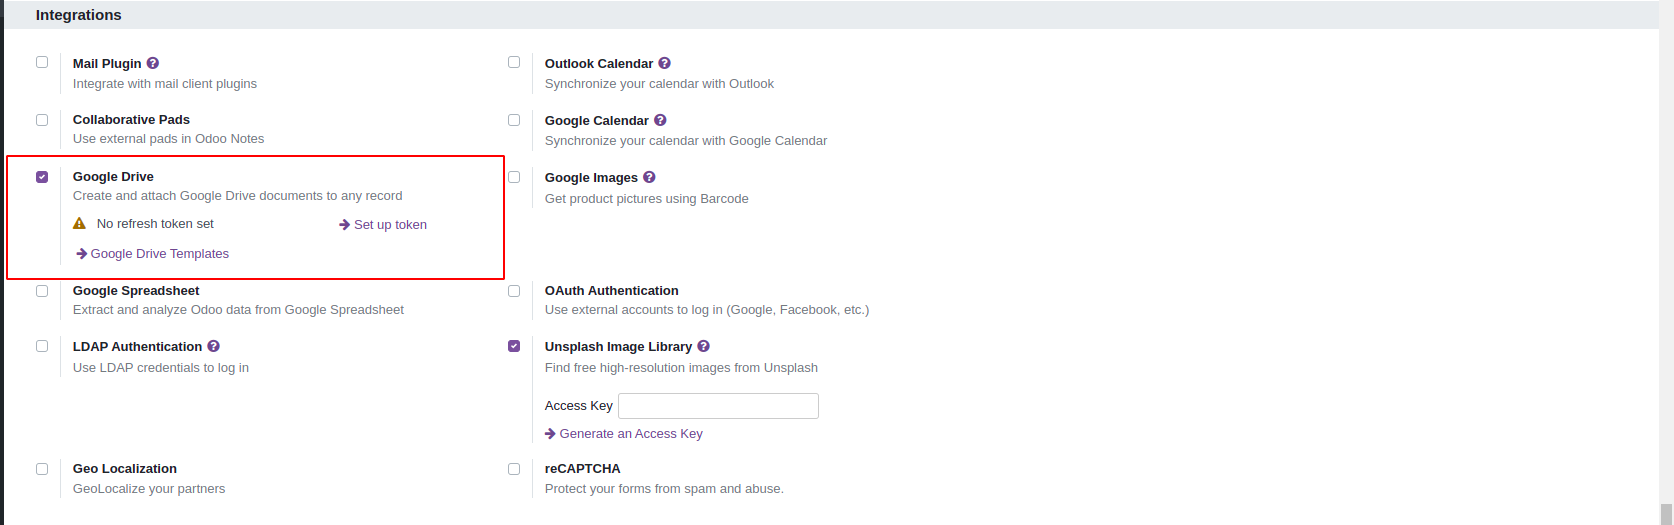 Integrations
Mail Plugin
Integrate with mail client plugins
Outlook Calendar
Synchronize your calendar with Outlook
Collaborative Pads
Use external pads in Odoo Notes
Google Calendar
Synchronize your calendar with Google Calendar
Google Drive
Create and attach Google Drive documents to any record
No refresh token set
Set up token
Google Drive Templates
Google Images
Get product pictures using Barcode
Google Spreadsheet
Extract and analyze Odoo data from Google Spreadsheet
OAuth Authentication
Use external accounts to log in (Google, Facebook, etc.)
LDAP Authentication
Use LDAP credentials to log in
Unsplash Image Library
Find free high-resolution images from Unsplash
Access Key
Generate an Access Key
Geo Localization
GeoLocalize your partners
reCAPTCHA
Protect your forms from spam and abuse.